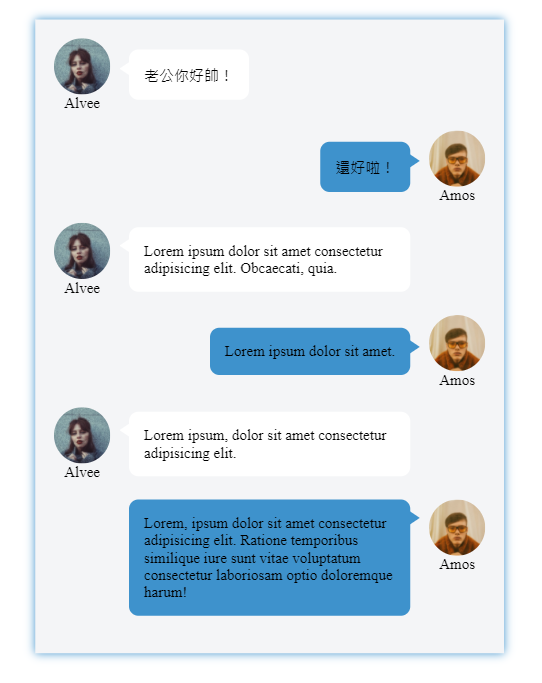 老公你好帥！
Alvee
還好啦！
Amos
Lorem ipsum dolor sit amet consectetur
adipisicing elit. Obcaecati, quia.
Alvee
Lorem ipsum dolor sit amet.
Amos
Lorem ipsum, dolor sit amet consectetur
adipisicing elit.
Alvee
Lorem, ipsum dolor sit amet consectetur
adipisicing elit. Ratione temporibus
similique iure sunt vitae voluptatum
consectetur laboriosam optio doloremque
harum!
Amos